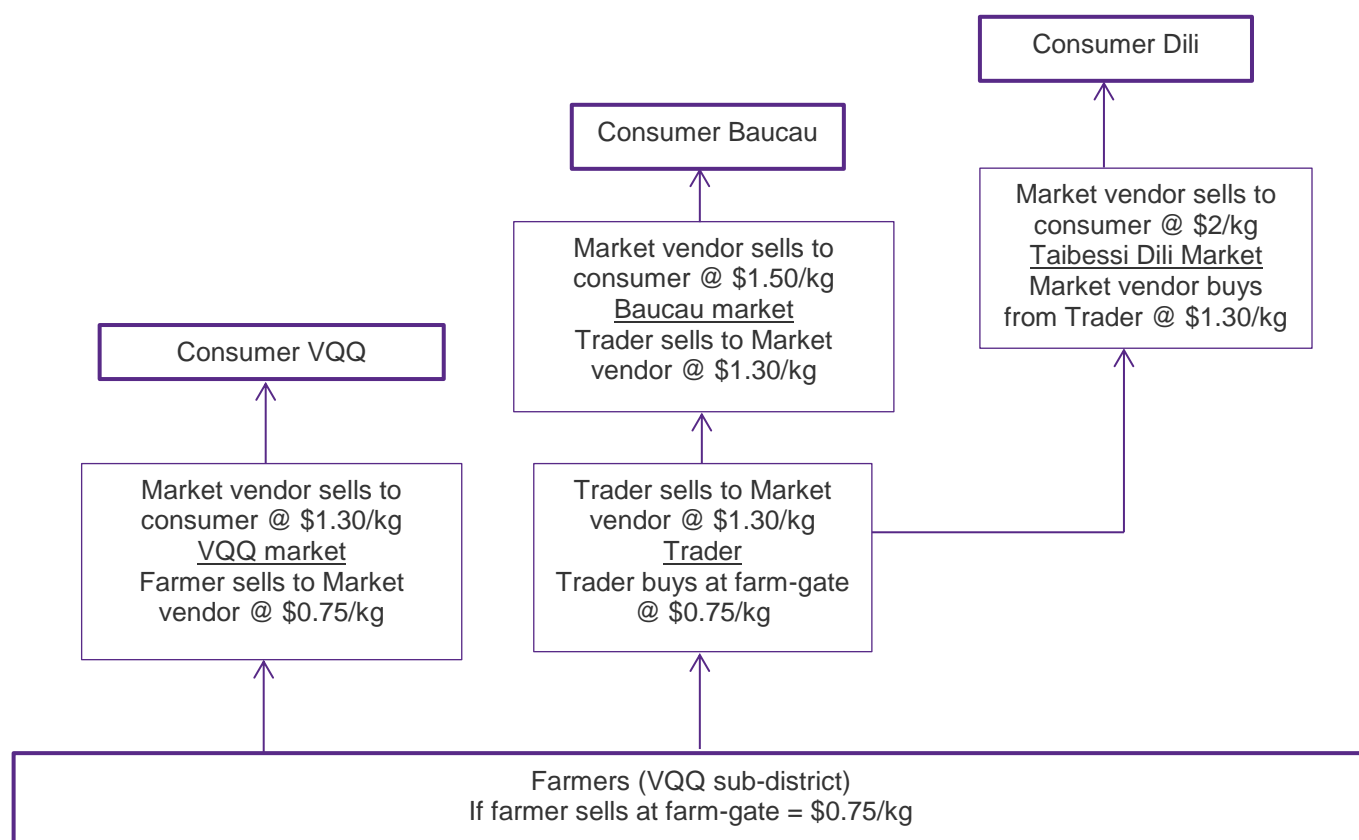 Consumer Dili
Consumer Baucau
Market vendor sells to
consumer @ $2/kg
Taibessi Dili Market
Market vendor buys
from Trader @ $1.30/kg
Market vendor sells to
consumer @ $1.50/kg
Baucau market
Trader sells to Market
vendor @ $1.30/kg
Consumer VQQ
Market vendor sells to
consumer @ $1.30/kg
VQQ market
Farmer sells to Market
vendor @ $0.75/kg
Trader sells to Market
vendor @ $1.30/kg
Trader
Trader buys at farm-gate
@ $0.75/kg
Farmers (VQQ sub-district)
If farmer sells at farm-gate = $0.75/kg